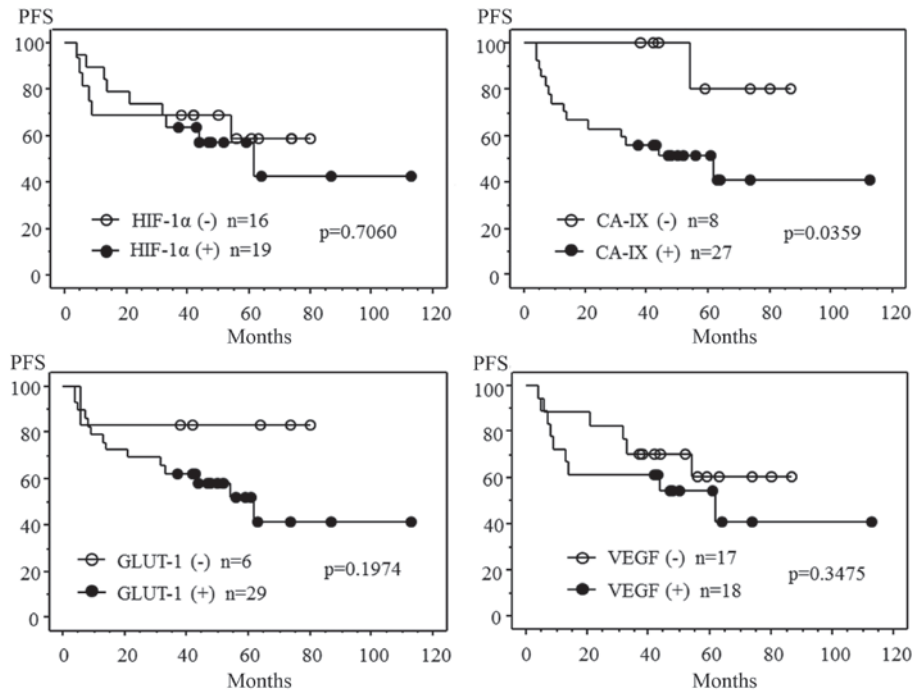 PFS
100
80
60
40
20
0
HIF-1α (-) n=16
HIF-1α (+) n=19
p=0.7060
0 20 40 60 80 100 120
Months
PFS
100
80
60
40
20
0
CA-IX (-) n=8
CA-IX (+) n=27
p=0.0359
0 20 40 60 80 100 120
Months
PFS
100
80
60
40
20
0
GLUT-1 (-) n=6
GLUT-1 (+) n=29
p=0.1974
0 20 40 60 80 100 120
Months
PFS
100
80
60
40
20
0
VEGF (-) n=17
VEGF (+) n=18
p=0.3475
0 20 40 60 80 100 120
Months